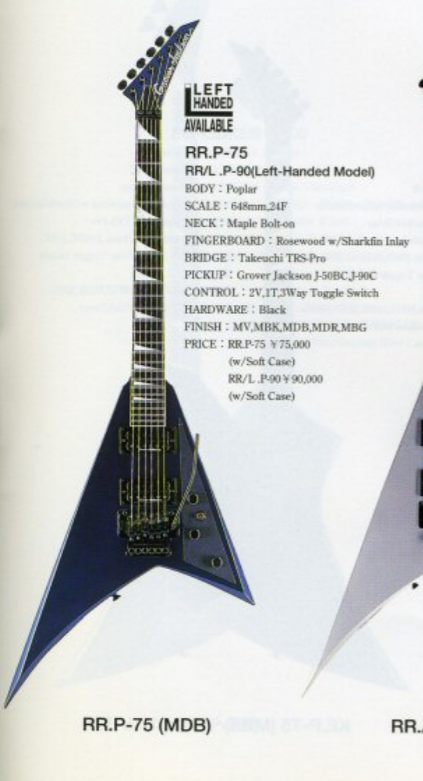 Grover Jackson
LEFT
HANDED
AVAILABLE
RR.P-75
RR/L .P-90(Left-Handed Model)
BODY : Poplar
SCALE : 648mm,24F
NECK : Maple Bolt-on
FINGERBOARD : Rosewood w/Sharkfin Inlay
BRIDGE : Takeuchi TRS-Pro
PICKUP : Grover Jackson J-50BC,J-90C
CONTROL : 2V,1T,3Way Toggle Switch
HARDWARE : Black
FINISH : MV,MBK,MDB,MDR,MBG
PRICE : RR.P-75 ¥75,000
(w/Soft Case)
RR/L .P-90 ¥90,000
(w/Soft Case)
RR.P-75 (MDB)
RR.